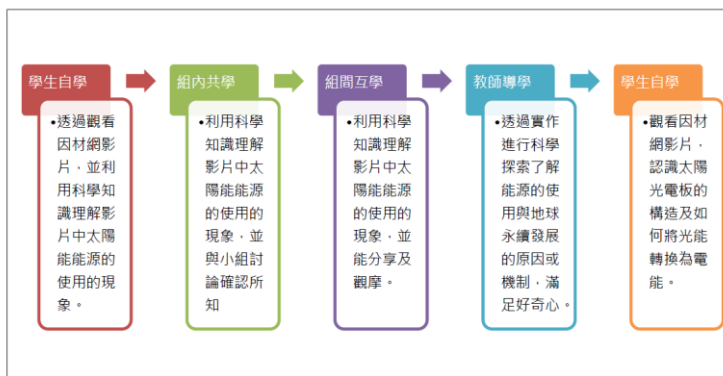 學生自學
•透過觀看
因材網影
片，並利
用科學知
識理解影
片中太陽
能能源的
使用的現
象。
組內共學
•利用科學
知識理解
影片中太
陽能能源
的使用的
現象，並
與小組討
論確認所
知
組間互學
•利用科學
知識理解
影片中太
陽能能源
的使用的
現象，並
能分享及
觀摩。
教師導學
•透過實作
進行科學
探索了解
能源的使
用與地球
永續發展
的原因或
機制，滿
足好奇心。
學生自學
•觀看因材
網影片，
認識太陽
光電板的
構造及如
何將光能
轉換為電
能。